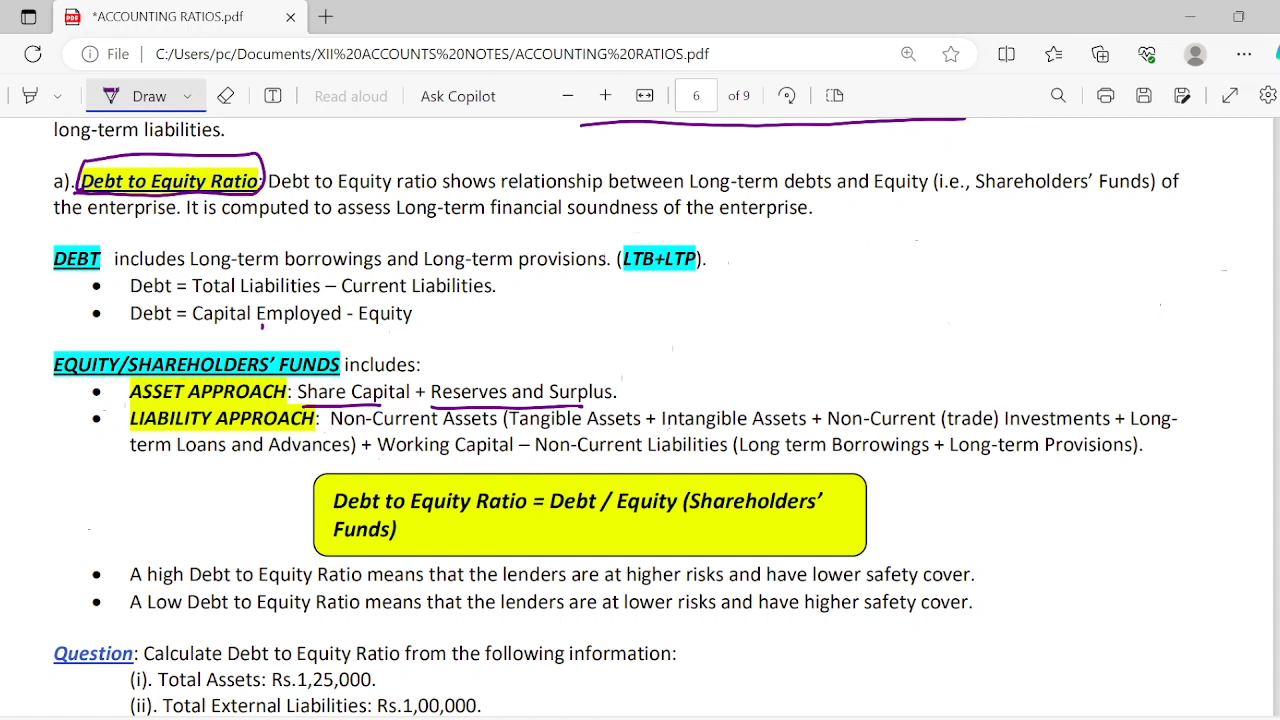 *ACCOUNTING RATIOS.pdf
File
C:/Users/pc/Documents/XII%20ACCOUNTS%20NOTES/ACCOUNTING%20RATIOS.pdf
Draw
Read aloud
Ask Copilot
6 of 9
long-term liabilities.
a). Debt to Equity Ratio: Debt to Equity ratio shows relationship between Long-term debts and Equity (i.e., Shareholders’ Funds) of
the enterprise. It is computed to assess Long-term financial soundness of the enterprise.
DEBT includes Long-term borrowings and Long-term provisions. (LTB+LTP).
• Debt = Total Liabilities – Current Liabilities.
• Debt = Capital Employed - Equity
EQUITY/SHAREHOLDERS’ FUNDS includes:
• ASSET APPROACH: Share Capital + Reserves and Surplus.
• LIABILITY APPROACH: Non-Current Assets (Tangible Assets + Intangible Assets + Non-Current (trade) Investments + Long-
term Loans and Advances) + Working Capital – Non-Current Liabilities (Long term Borrowings + Long-term Provisions).
Debt to Equity Ratio = Debt / Equity (Shareholders’
Funds)
• A high Debt to Equity Ratio means that the lenders are at higher risks and have lower safety cover.
• A Low Debt to Equity Ratio means that the lenders are at lower risks and have higher safety cover.
Question: Calculate Debt to Equity Ratio from the following information:
(i). Total Assets: Rs.1,25,000.
(ii). Total External Liabilities: Rs.1,00,000.